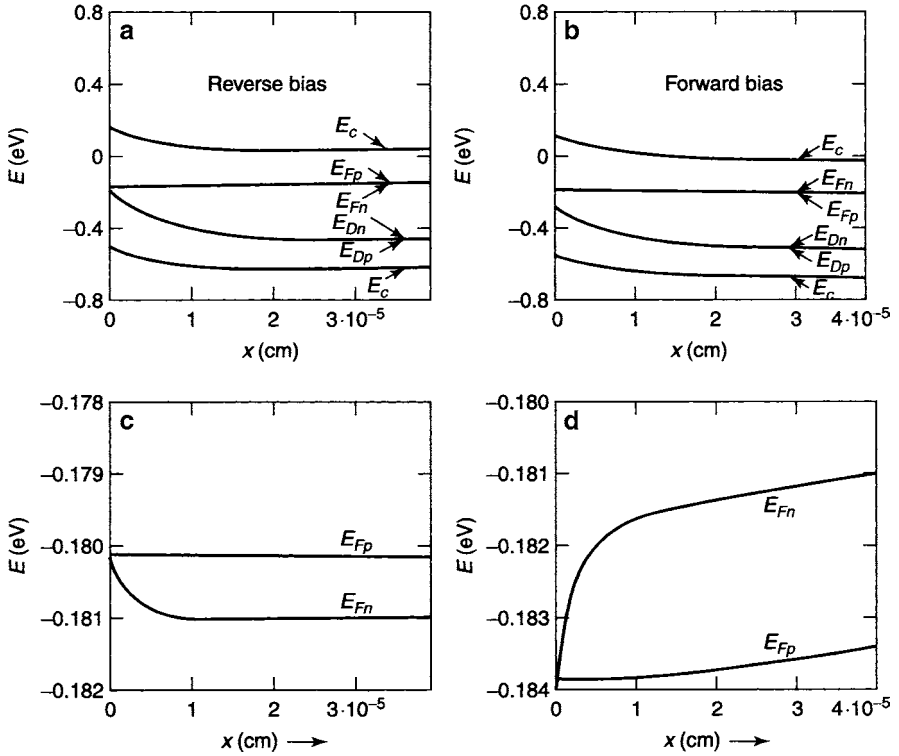 a
Reverse bias
E (eV)
0.8
0.4
0
−0.4
−0.8
E_c
E_Fp
E_Fn
E_Dn
E_Dp
E_c
0
1
2
3·10⁻⁵
x (cm)
b
Forward bias
E (eV)
0.8
0.4
0
−0.4
−0.8
E_c
E_Fn
E_Fp
E_Dn
E_Dp
E_c
0
1
2
3
4·10⁻⁵
x (cm)
c
E (eV)
−0.178
−0.179
−0.180
−0.181
−0.182
E_Fp
E_Fn
0
1
2
3·10⁻⁵
x (cm) →
d
E (eV)
−0.180
−0.181
−0.182
−0.183
−0.184
E_Fn
E_Fp
0
1
2
3
4·10⁻⁵
x (cm) →